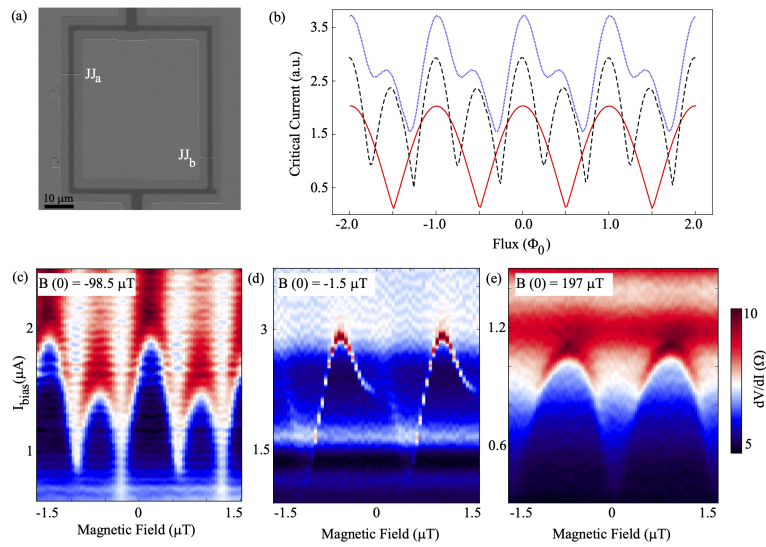 (a)
JJa
JJb
10 μm
(b)
Critical Current (a.u.)
3.5
2.5
1.5
0.5
-2.0 -1.0 0.0 1.0 2.0
Flux (Φ0)
(c)
B (0) = -98.5 μT
Ibias(μA)
2
1
-1.5 0 1.5
Magnetic Field (μT)
(d)
B (0) = -1.5 μT
3
1.5
-1.5 0 1.5
Magnetic Field (μT)
(e)
B (0) = 197 μT
1.2
0.6
-1.5 0 1.5
Magnetic Field (μT)
10
5
dV/dI (Ω)